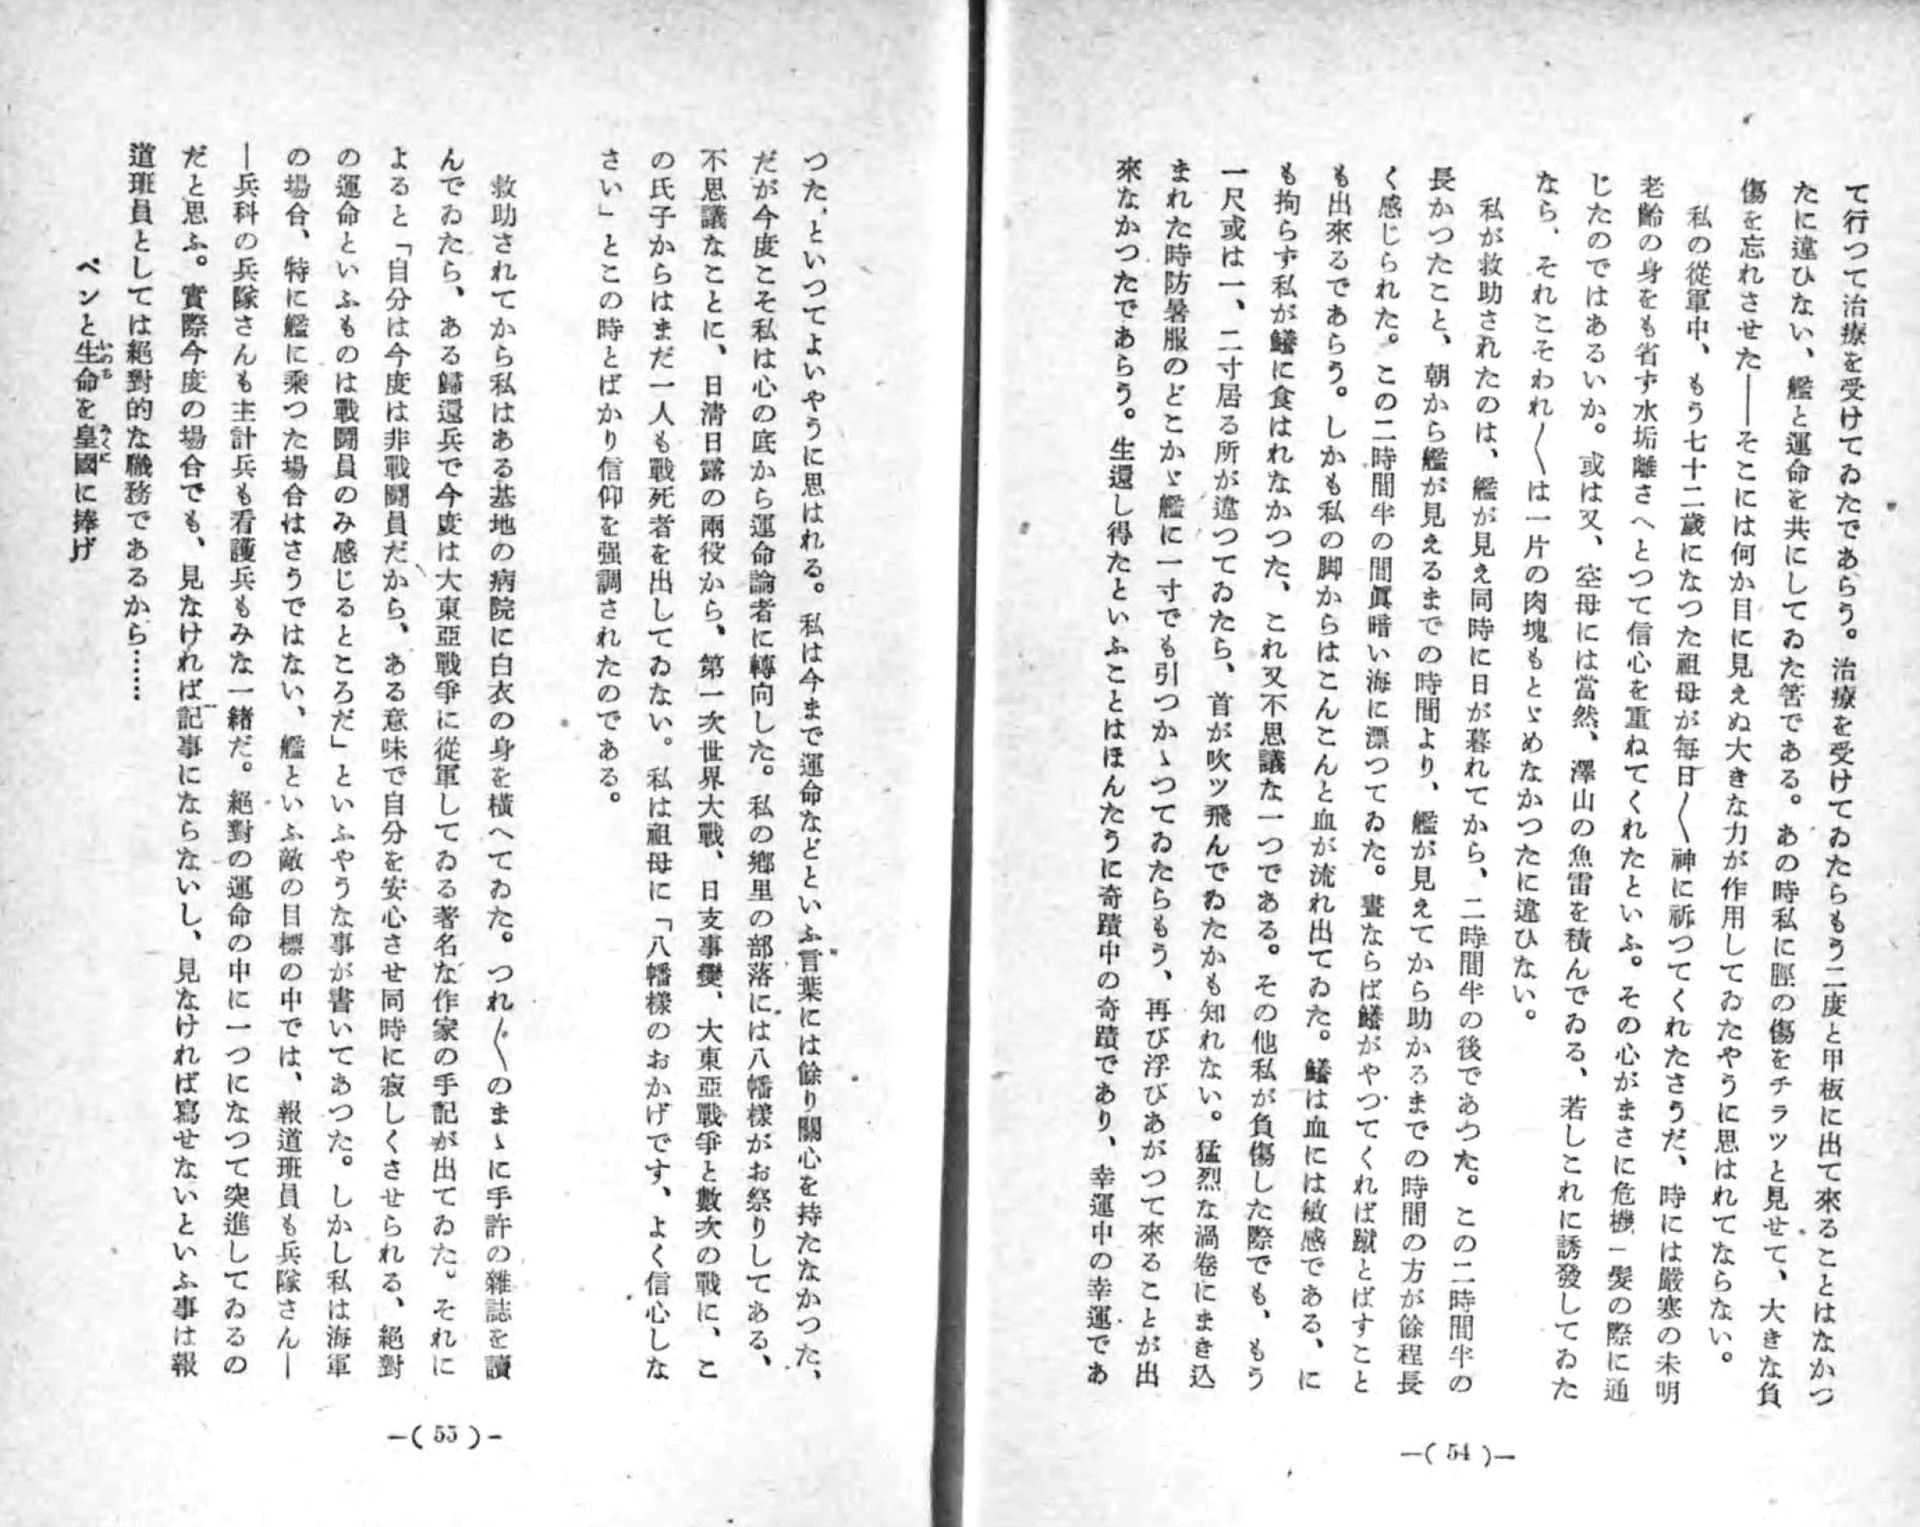 て行つて治療を受けてゐたであらう。治療を受けてゐたらもう二度と甲板に出て來ることはなかつ
たに違ひない、艦と運命を共にしてゐた筈である。あの時私に脛の傷をチラッと見せて、大きな負
傷を忘れさせた――そこには何か目に見えぬ大きな力が作用してゐたやうに思はれてならない。
私の從軍中、もう七十二歳になつた祖母が毎日〱神に祈つてくれたさうだ、時には嚴寒の未明
老齢の身をも省ず水垢離さへとつて信心を重ねてくれたといふ。その心がまさに危機一髪の際に通
じたのではあるいか。或は又、空母には當然、澤山の魚雷を積んでゐる、若しこれに誘發してゐた
なら、それこそわれ〱は一片の肉塊もとゞめなかつたに違ひない。
私が救助されたのは、艦が見え同時に日が暮れてから、二時間半の後であつた。この二時間半の
長かつたこと、朝から艦が見えるまでの時間より、艦が見えてから助かるまでの時間の方が餘程長
く感じられた。この二時間半の間眞暗い海に漂つてゐた。晝ならば鱶がやつてくれば蹴とばすこと
も出來るであらう。しかも私の脚からはこんこんと血が流れ出てゐた。鱶は血には敏感である、に
も拘らず私が鱶に食はれなかつた、これ又不思議な一つである。その他私が負傷した際でも、もう
一尺或は一、二寸居る所が違つてゐたら、首が吹ッ飛んでゐたかも知れない。猛烈な渦卷にまき込
まれた時防暑服のどこかゞ艦に一寸でも引つかゝつてゐたらもう、再び浮びあがつて來ることが出
來なかつたであらう。生還し得たといふことはほんたうに奇蹟中の奇蹟であり、幸運中の幸運であ
―( 54 )―
つた、といつてよいやうに思はれる。私は今まで運命などといふ言葉には餘り關心を持たなかつた、
だが今度こそ私は心の底から運命論者に轉向した。私の鄕里の部落には八幡樣がお祭りしてある、
不思議なことに、日淸日露の兩役から、第一次世界大戰、日支事變、大東亞戰爭と數次の戰に、こ
の氏子からはまだ一人も戰死者を出してゐない。私は祖母に「八幡樣のおかげです、よく信心しな
さい」とこの時とばかり信仰を强調されたのである。
救助されてから私はある基地の病院に白衣の身を橫へてゐた。つれ〱のまゝに手許の雜誌を讀
んでゐたら、ある歸還兵で今度は大東亞戰爭に從軍してゐる著名な作家の手記が出てゐた。それに
よると「自分は今度は非戰鬪員だから、ある意味で自分を安心させ同時に寂しくさせられる、絕對
の運命といふものは戰鬪員のみ感じるところだ」といふやうな事が書いてあつた。しかし私は海軍
の場合、特に艦に乘つた場合はさうではない、艦といふ敵の目標の中では、報道班員も兵隊さん―
―兵科の兵隊さんも主計兵も看護兵もみな一緒だ。絕對の運命の中に一つになつて突進してゐるの
だと思ふ。實際今度の場合でも、見なければ記事にならないし、見なければ寫せないといふ事は報
道班員としては絕對的な職務であるから……
ペンと生命を皇國に捧げ
いのち みくに
―( 55 )―